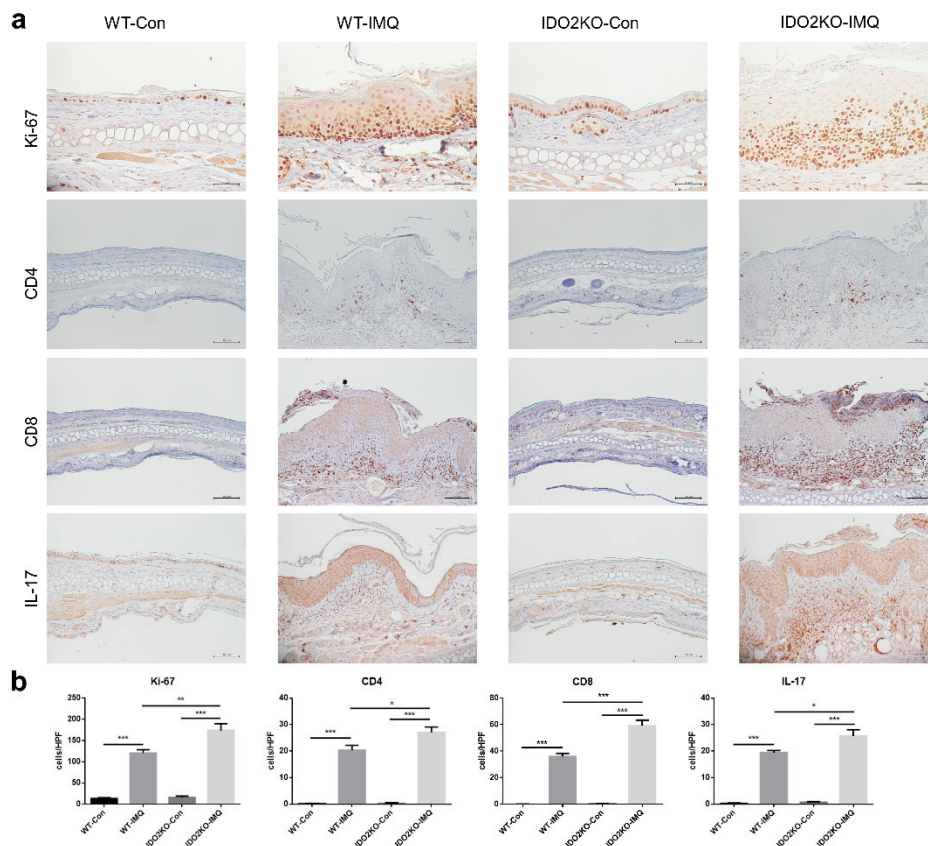 a
WT-Con WT-IMQ IDO2KO-Con IDO2KO-IMQ
Ki-67
CD4
CD8
IL-17
b
Ki-67
cells/HPF
250
200
150
100
50
0
***
**
***
WT-Con
WT-IMQ
IDO2KO-Con
IDO2KO-IMQ
CD4
cells/HPF
40
30
20
10
0
***
*
***
WT-Con
WT-IMQ
IDO2KO-Con
IDO2KO-IMQ
CD8
cells/HPF
80
60
40
20
0
***
***
***
WT-Con
WT-IMQ
IDO2KO-Con
IDO2KO-IMQ
IL-17
cells/HPF
40
30
20
10
0
***
*
***
WT-Con
WT-IMQ
IDO2KO-Con
IDO2KO-IMQ